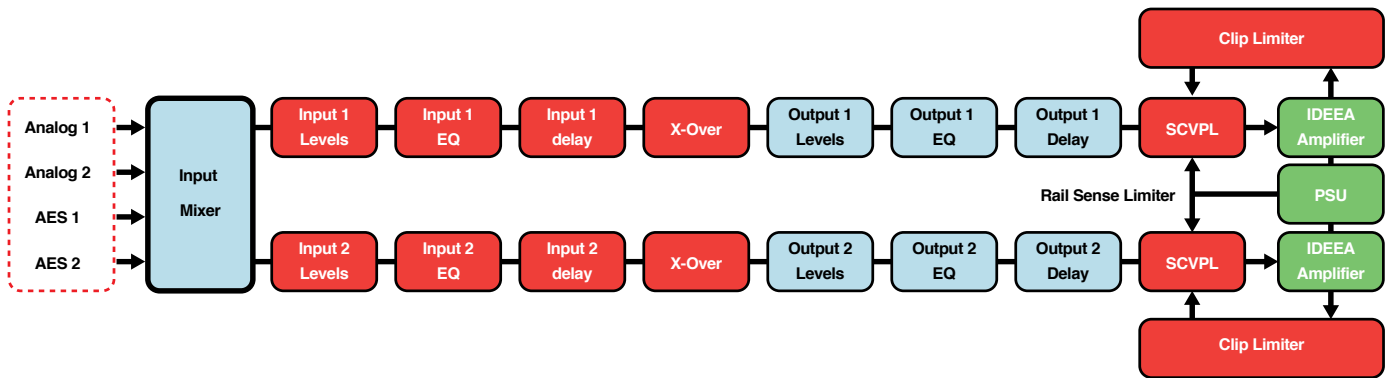 Clip Limiter
Analog 1
Analog 2
AES 1
AES 2
Input
Mixer
Input 1
Levels
Input 1
EQ
Input 1
delay
X-Over
Output 1
Levels
Output 1
EQ
Output 1
Delay
SCVPL
IDEEA
Amplifier
Rail Sense Limiter
PSU
Input 2
Levels
Input 2
EQ
Input 2
delay
X-Over
Output 2
Levels
Output 2
EQ
Output 2
Delay
SCVPL
IDEEA
Amplifier
Clip Limiter